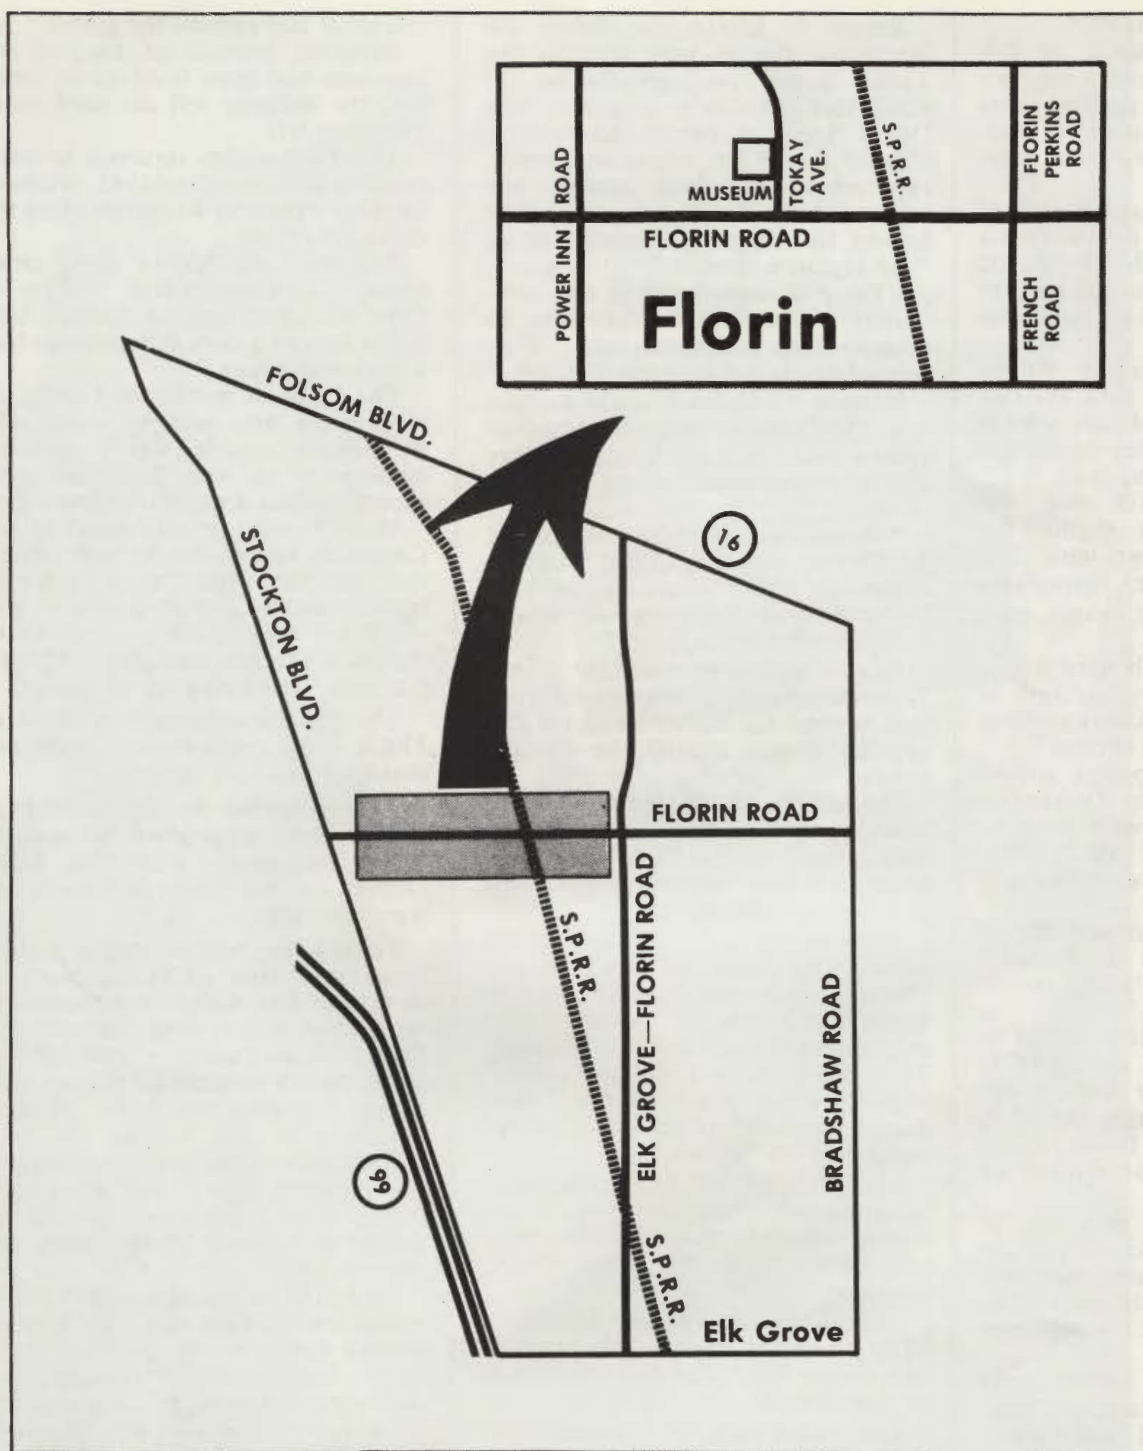 ROAD
POWER INN
MUSEUM
TOKAY
AVE.
S.P.R.R.
FLORIN
PERKINS
ROAD
FLORIN ROAD
Florin
FRENCH
ROAD
FOLSOM BLVD.
STOCKTON BLVD.
16
FLORIN ROAD
S.P.R.R.
ELK GROVE—FLORIN ROAD
BRADSHAW ROAD
99
S.P.R.R.
Elk Grove